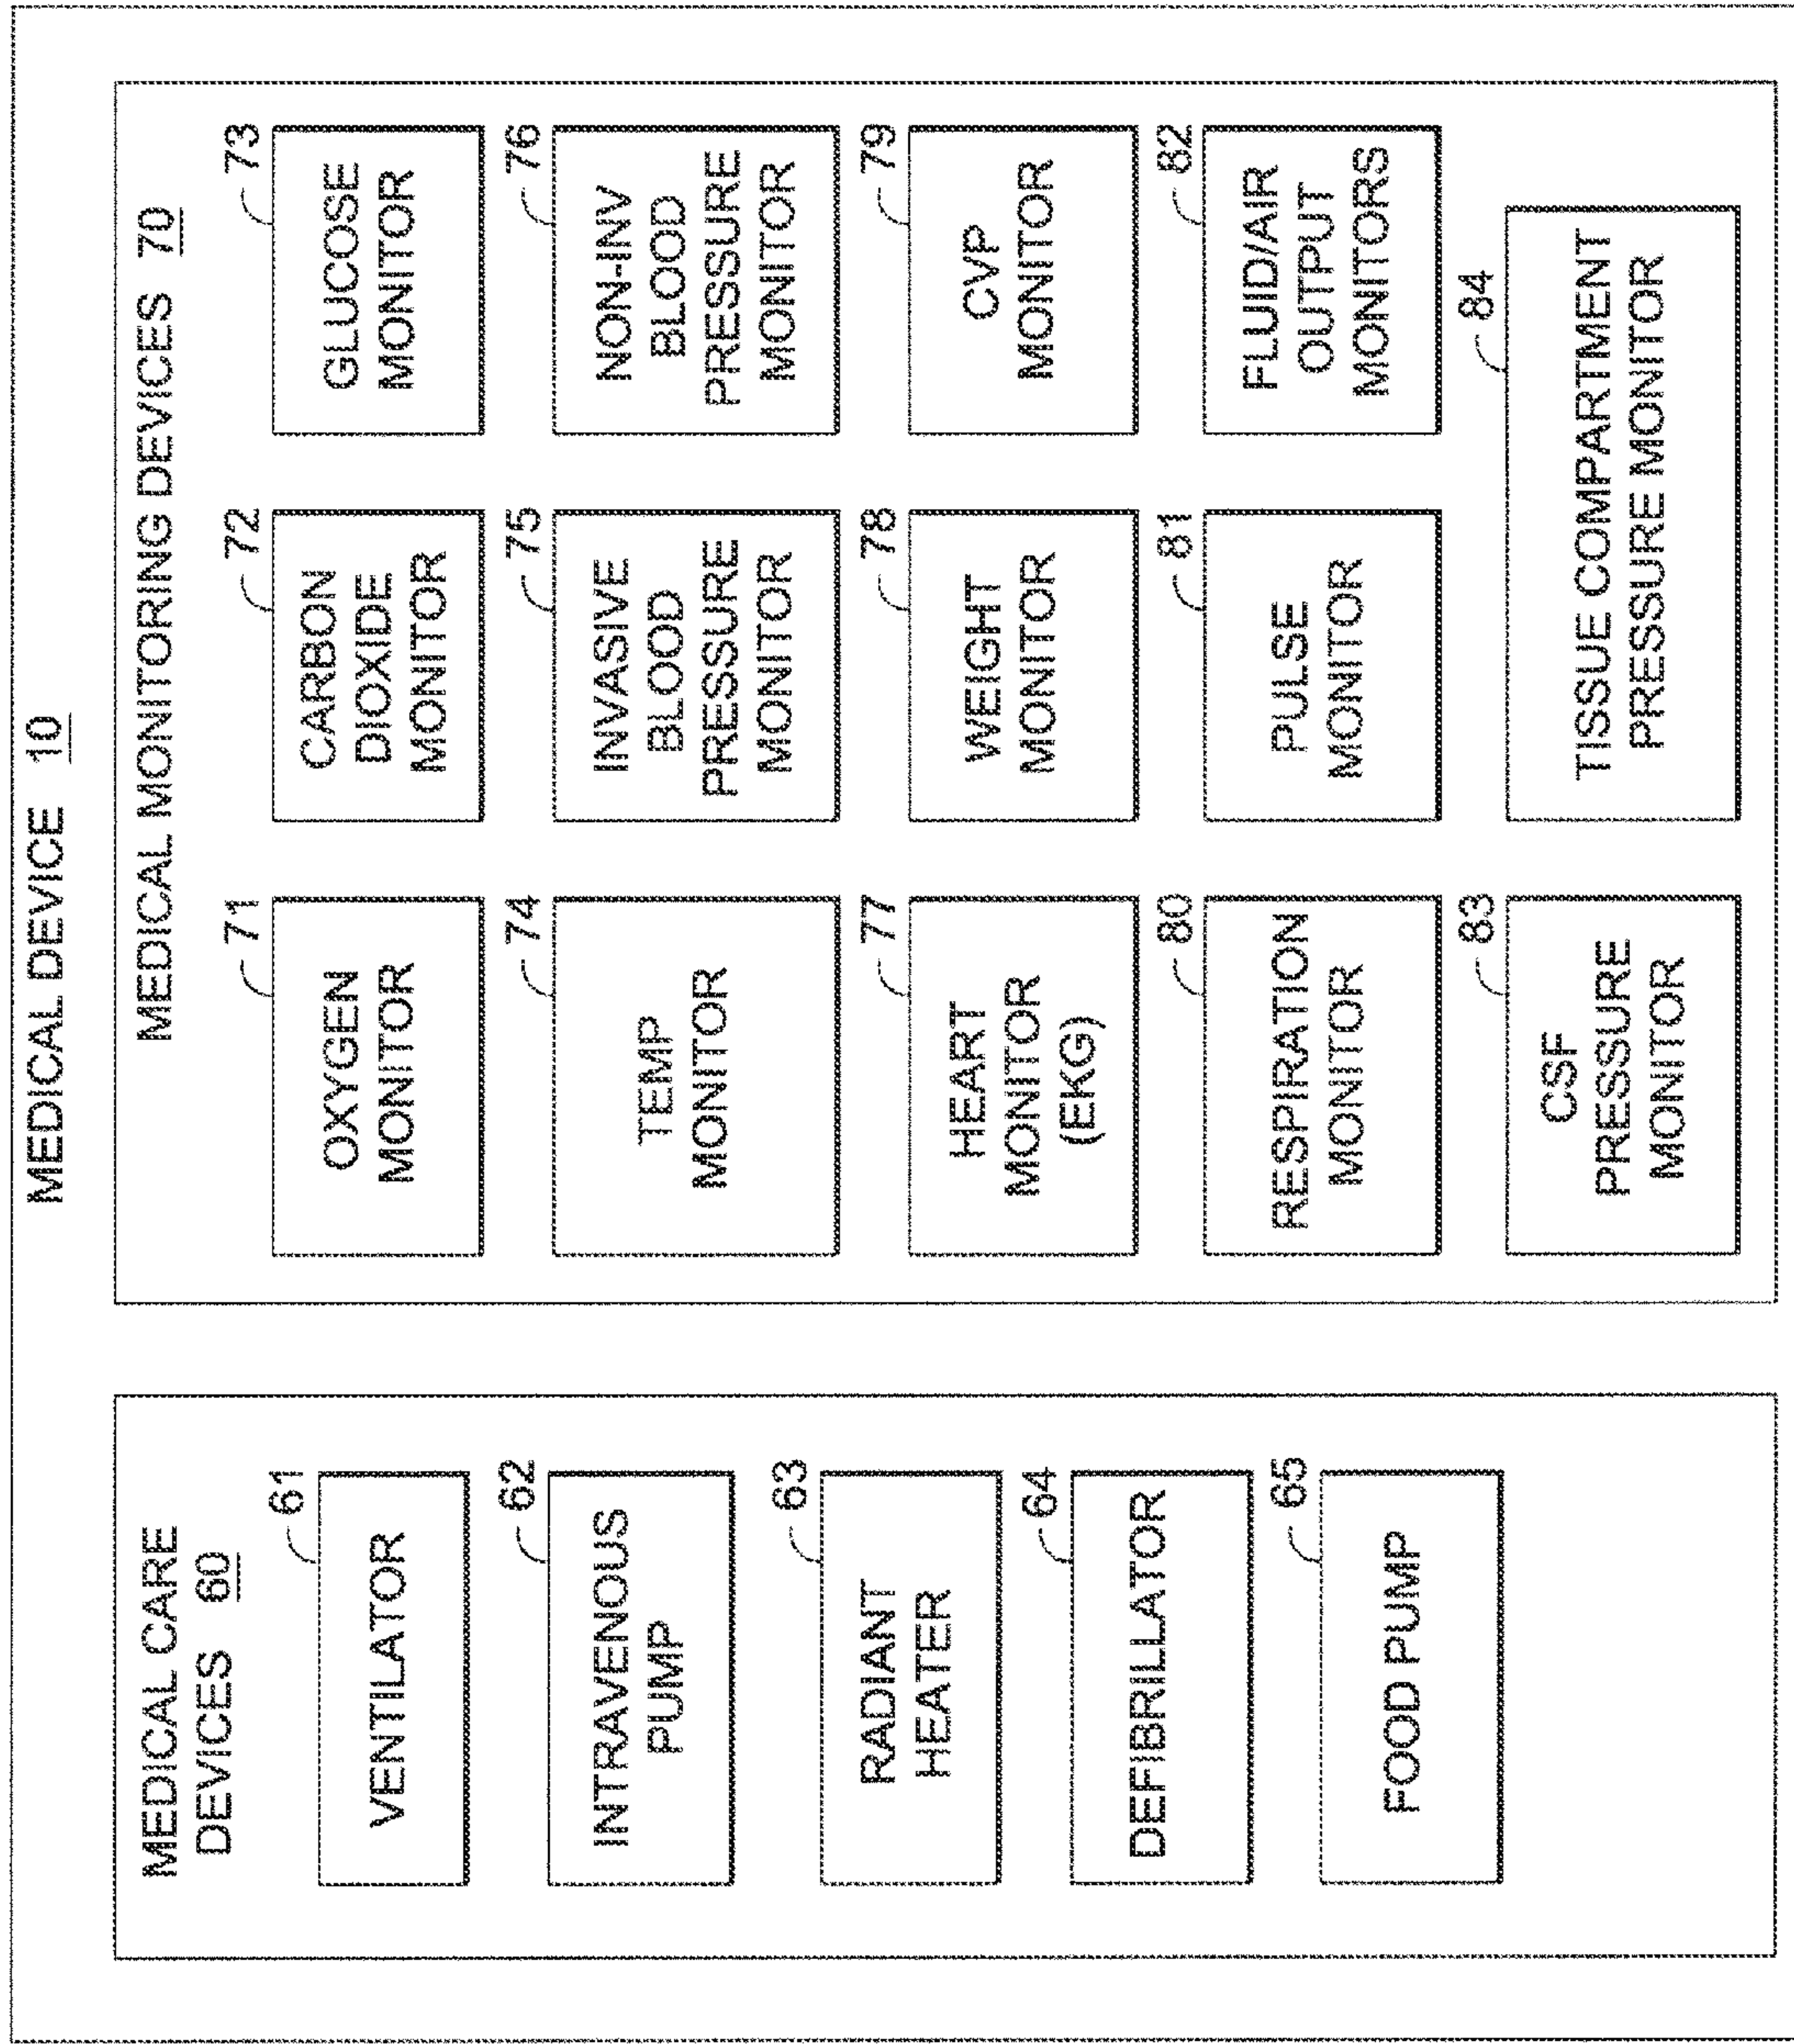 MEDICAL DEVICE 10
MEDICAL CARE
DEVICES 60
61
VENTILATOR
62
INTRAVENOUS
PUMP
63
RADIANT
HEATER
64
DEFIBRILLATOR
65
FOOD PUMP
MEDICAL MONITORING DEVICES 70
71
OXYGEN
MONITOR
72
CARBON
DIOXIDE
MONITOR
73
GLUCOSE
MONITOR
74
TEMP
MONITOR
75
INVASIVE
BLOOD
PRESSURE
MONITOR
76
NON-INV
BLOOD
PRESSURE
MONITOR
77
HEART
MONITOR
(EKG)
78
WEIGHT
MONITOR
79
CVP
MONITOR
80
RESPIRATION
MONITOR
81
PULSE
MONITOR
82
FLUID/AIR
OUTPUT
MONITORS
83
CSF
PRESSURE
MONITOR
84
TISSUE COMPARTMENT
PRESSURE MONITOR